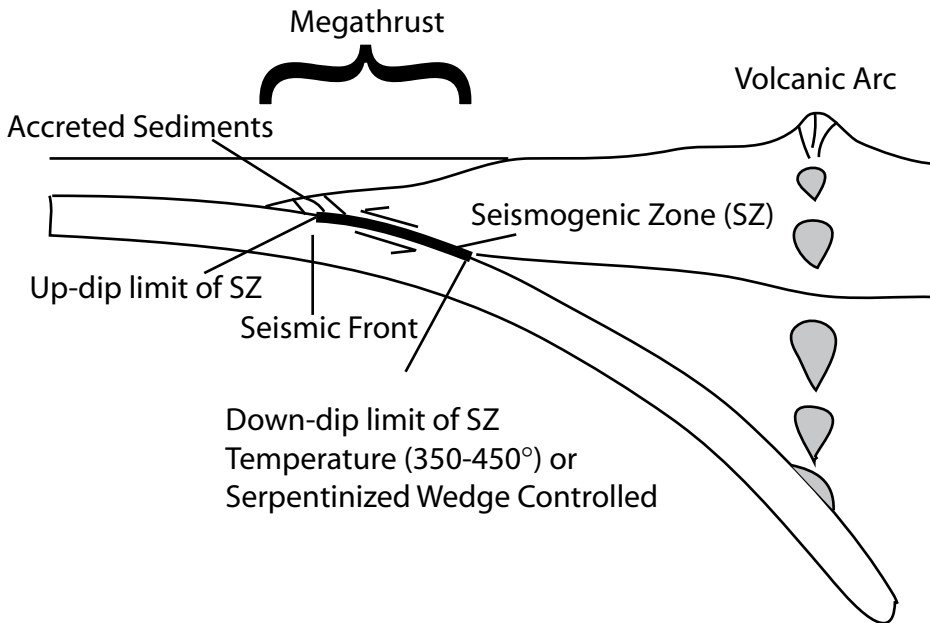 Megathrust
Volcanic Arc
Accreted Sediments
Seismogenic Zone (SZ)
Up-dip limit of SZ
Seismic Front
Down-dip limit of SZ
Temperature (350-450°) or
Serpentinized Wedge Controlled